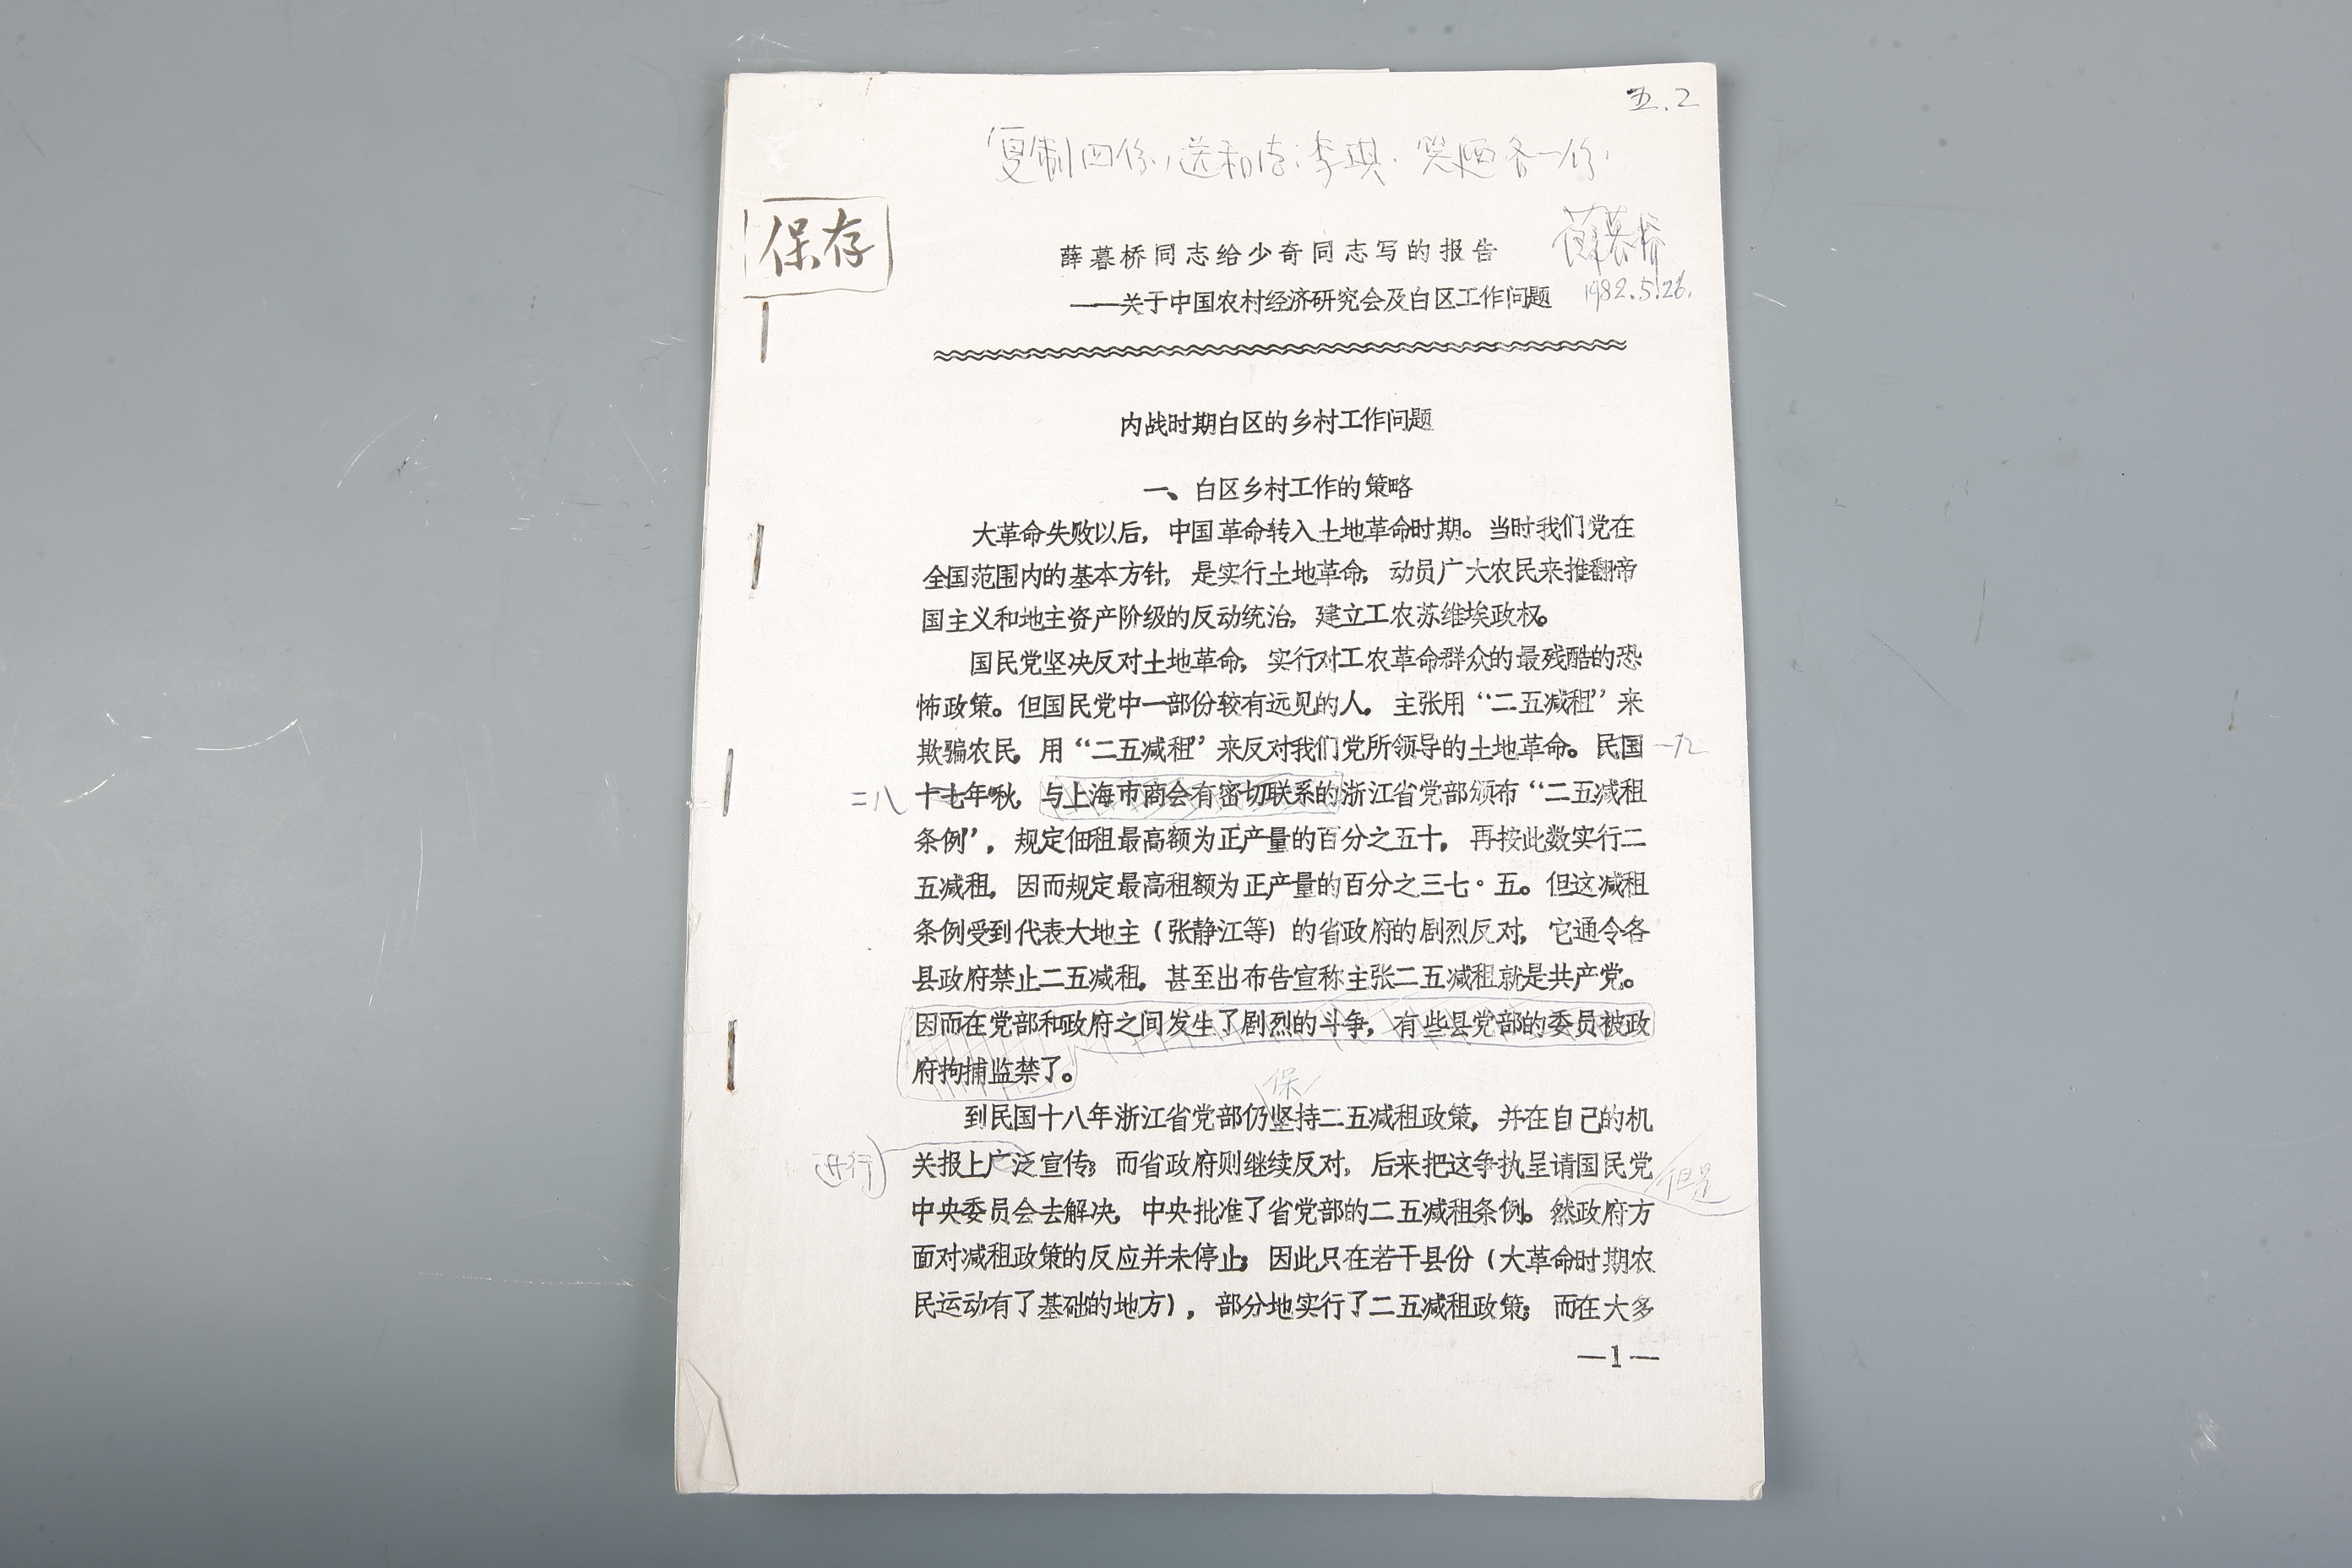 五.2
复制四份,送和
李琪. 各一份.
保存
薛暮桥同志给少奇同志写的报告
薛暮桥
——关于中国农村经济研究会及白区工作问题
1982.5.26.
内战时期白区的乡村工作问题
一、白区乡村工作的策略
大革命失败以后,中国革命转入土地革命时期。当时我们党在
全国范围内的基本方针,是实行土地革命,动员广大农民来推翻帝
国主义和地主资产阶级的反动统治,建立工农苏维埃政权。
国民党坚决反对土地革命,实行对工农革命群众的最残酷的恐
怖政策。但国民党中一部份较有远见的人,主张用“二五减租”来
欺骗农民,用“二五减租”来反对我们党所领导的土地革命。民国 一九
二八 十七年秋,与上海市商会有密切联系的浙江省党部颁布“二五减租
条例”,规定佃租最高额为正产量的百分之五十,再按此数实行二
五减租,因而规定最高租额为正产量的百分之三七·五。但这减租
条例受到代表大地主(张静江等)的省政府的剧烈反对,它通令各
县政府禁止二五减租,甚至出布告宣称主张二五减租就是共产党。
因而在党部和政府之间发生了剧烈的斗争,有些县党部的委员被政
府拘捕监禁了。
保
到民国十八年浙江省党部仍坚持二五减租政策,并在自己的机
进行 关报上广泛宣传;而省政府则继续反对,后来把这争执呈请国民党 但是
中央委员会去解决,中央批准了省党部的二五减租条例。然政府方
面对减租政策的反应并未停止;因此只在若干县份(大革命时期农
民运动有了基础的地方),部分地实行了二五减租政策;而在大多
—1—